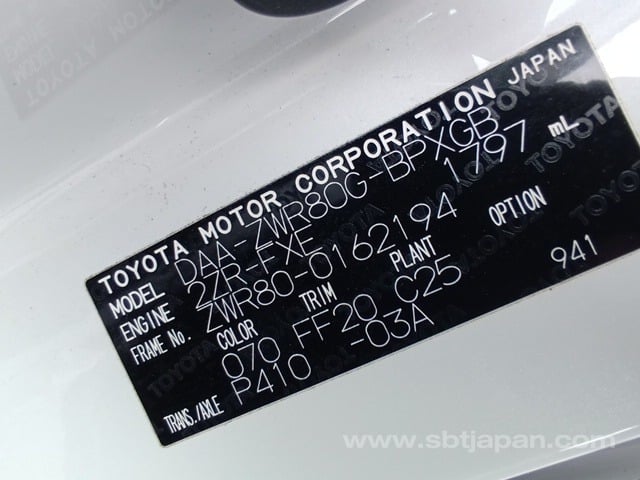 TOYOTA MOTOR CORPORATION JAPAN
MODEL DAA-ZWR80G-BPXGB
ENGINE 2ZR-FXE 1797 mL
FRAME No. ZWR80-0162194
COLOR TRIM PLANT OPTION
070 FF20 C25 941
TRANS./AXLE P410 -03A
www.sbtjapan.com